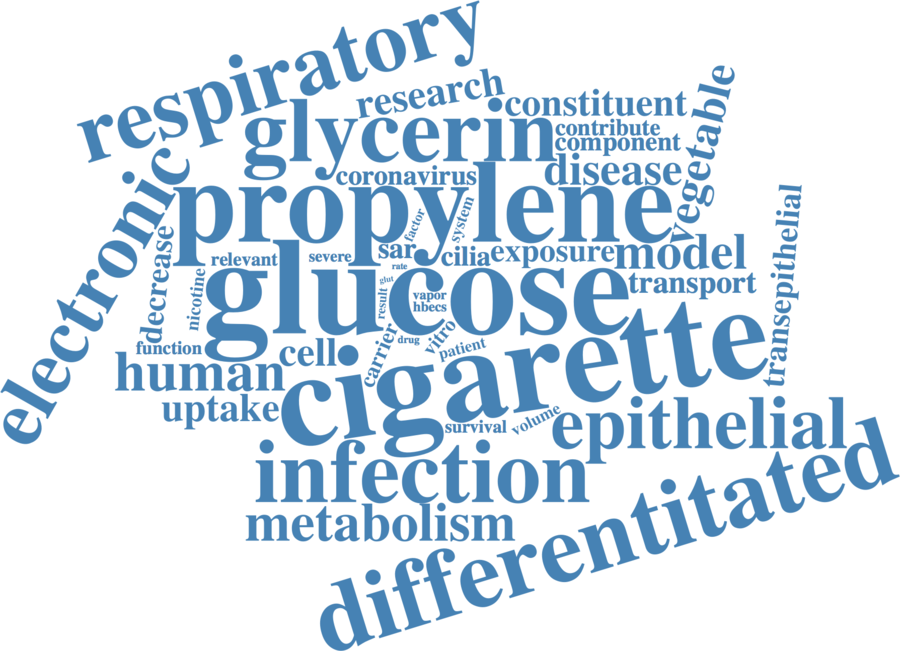 respiratory
research
constituent
vegetable
glycerin
contribute
component
electronic
coronavirus
disease
propylene
factor
system
transepithelial
decrease
relevant
severe
sar
cilia
exposure
model
rate
nicotine
glucose
result
glut
vapor
hbecs
transport
function
cell
carrier
drug
vitro
patient
cigarette
human
uptake
survival
volume
epithelial
infection
metabolism
differentitated